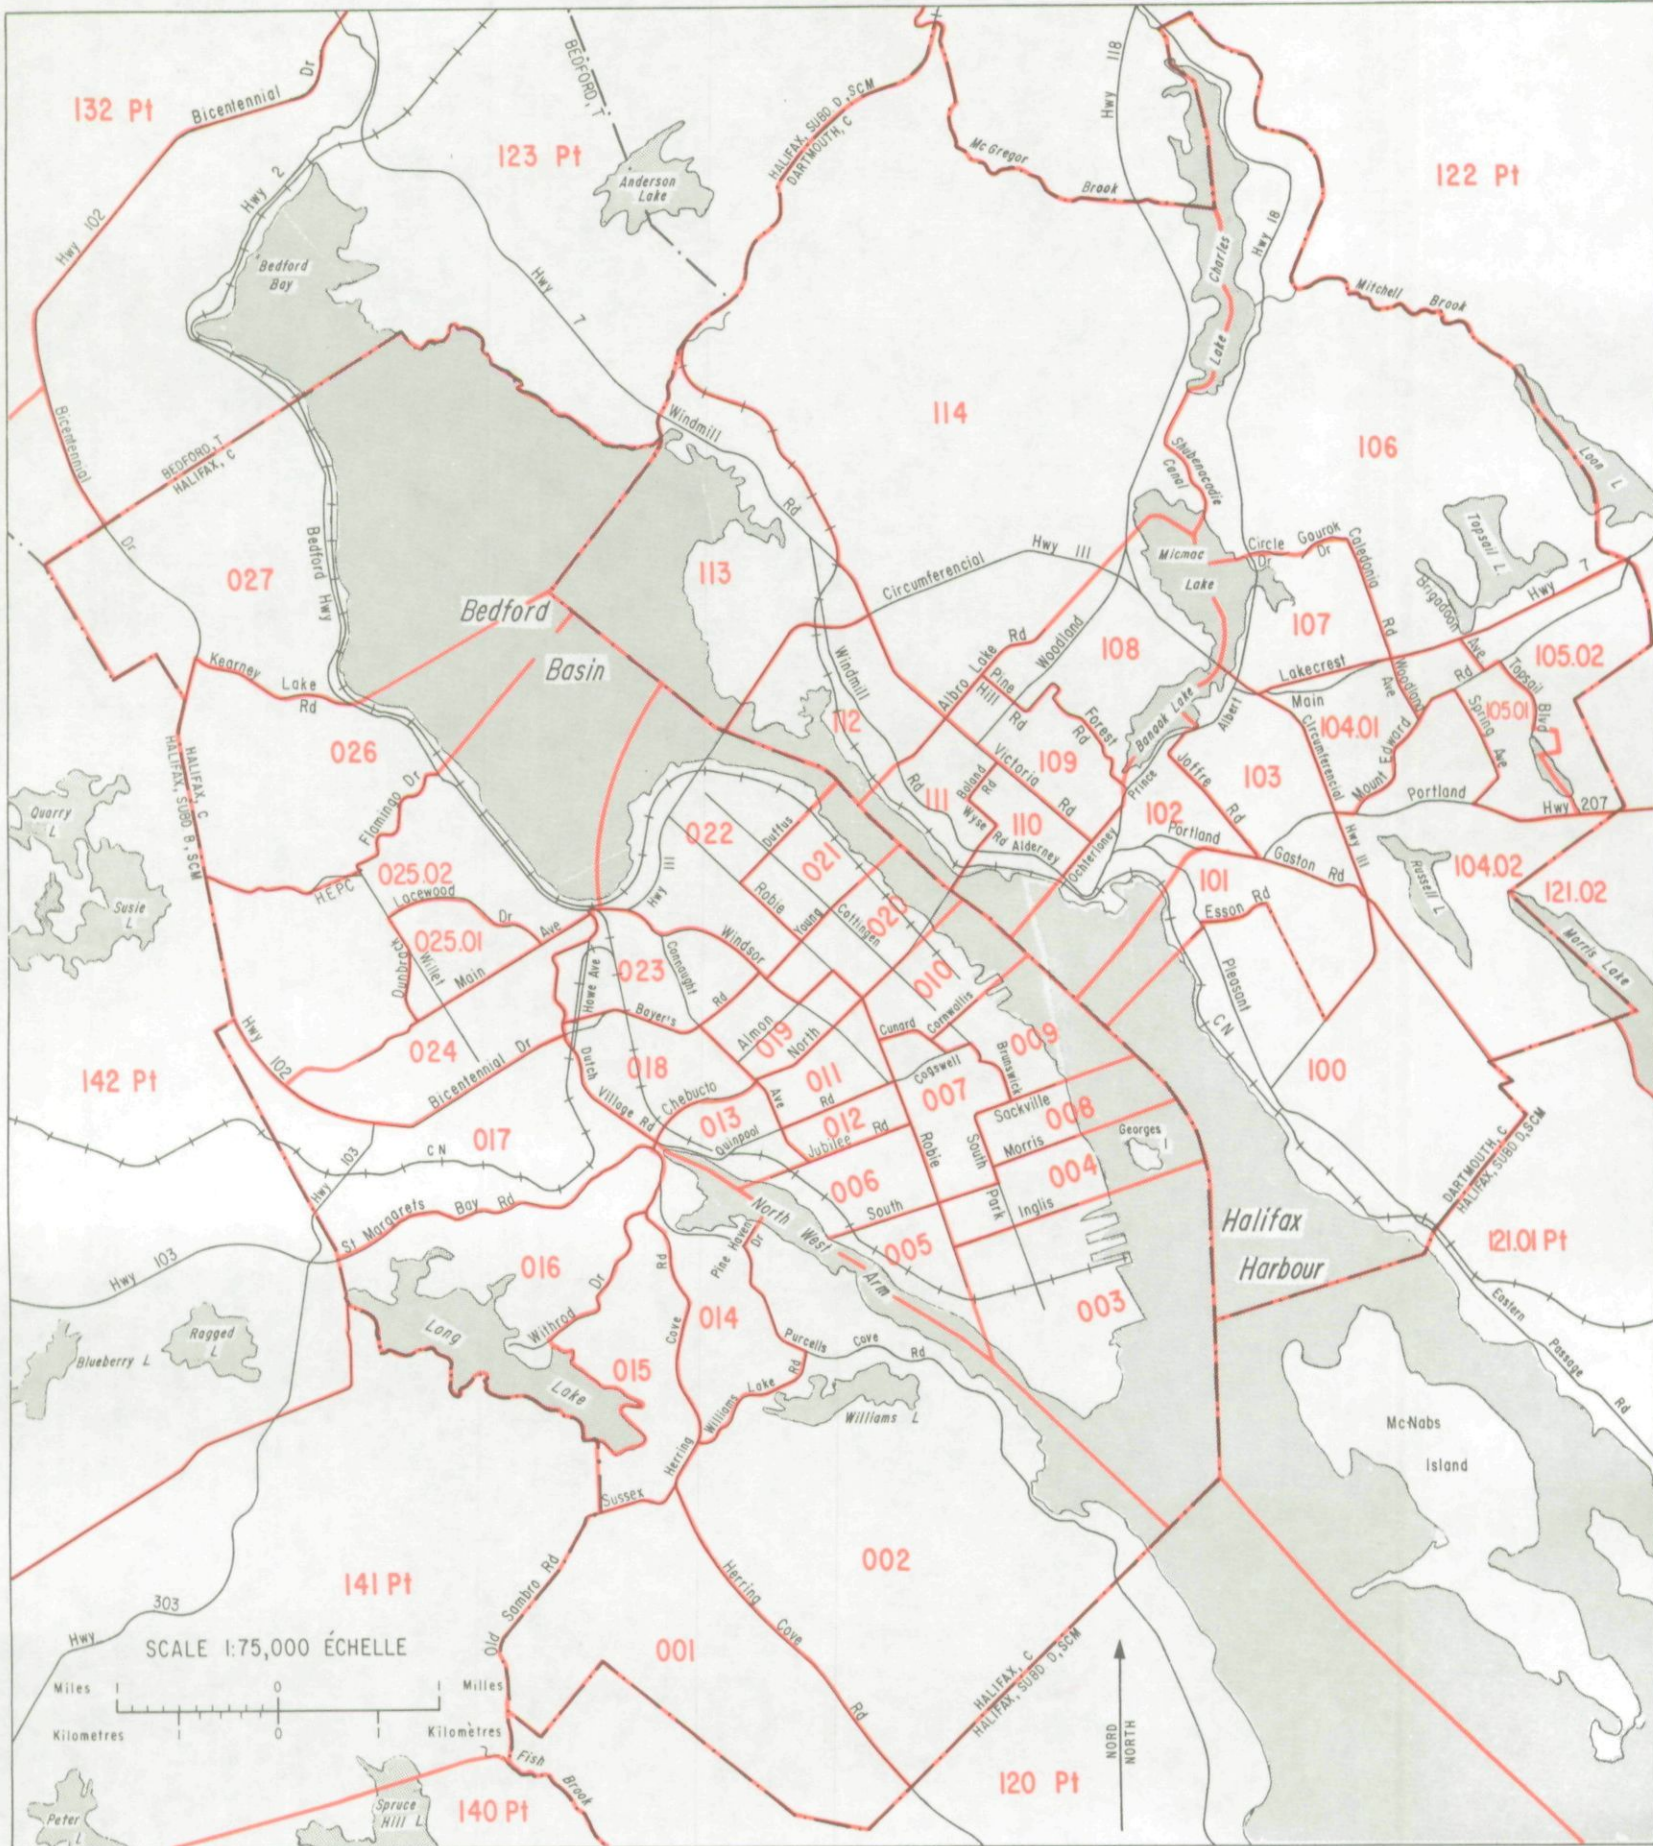 132 Pt
Bicentennial Dr
Hwy 2
123 Pt
BEDFORD, T
Anderson Lake
HALIFAX, SUBD D, SCM
DARTMOUTH, C
Hwy 118
McGregor Brook
122 Pt
Hwy 102
Bedford Bay
Hwy 7
Lake Charles
Hwy 18
Mitchell Brook
Bicentennial Dr
BEDFORD, T
HALIFAX, C
Windmill Rd
114
Shubenacadie Canal
106
Loon L
Topsail L
027
Bedford Hwy
Bedford Basin
113
Circumferencial Hwy 111
Micmac Lake
Circle Dr
Gourok Dr
Caledonia Rd
Brigadoon Ave
Hwy 7
Kearney Lake Rd
107
108
Lakecrest
105.02
Albro Lake Rd
Woodland
Pine Hill Rd
Forest Rd
Banook Lake
Albert
Main
Woodland Ave
Topsail Blvd
026
HALIFAX, C
HALIFAX, SUBD B, SCM
112
Windmill Rd
109
Victoria Rd
104.01
Mount Edward Rd
105.01
Spring Ave
Circumferencial Hwy 111
Quarry L
Flamingo Dr
022
Duffus
111
Boland Rd
Wyse Rd
110
Alderney
Ochterloney
Prince
Joffre Rd
103
102
Portland
Portland
Hwy 207
Susie L
H.E.P.C
025.02
Lacewood Dr
025.01
Dunbrack
Willet
Main Ave
Hwy 111
021
Robie
Young
Gottingen
020
101
Gaston Rd
Esson Rd
Russell L
104.02
121.02
Morris Lake
Howe Ave
023
Connaught
Windsor
Bayer's Rd
010
Pleasant
CN
Hwy 102
024
Bicentennial Dr
142 Pt
Dutch Village Rd
018
Almon
019
North
Cunard
Cornwallis
Brunswick
009
100
Chebucto
Ave
011
Cogswell
007
Sackville
008
013
Quinpool Rd
012
Jubilee Rd
Morris
Georges I
017
CN
Hwy 103
St Margarets Bay Rd
006
Robie
South Park
004
South
Inglis
North West Arm
005
Halifax Harbour
DARTMOUTH, C
HALIFAX, SUBD D, SCM
121.01 Pt
Hwy 103
016
Withrod Dr
Cove Rd
Pine Haven Dr
014
003
Eastern Passage Rd
Blueberry L
Ragged L
Long Lake
015
Purcells Cove Rd
Williams Lake Rd
Williams L
Herring
McNabs Island
Sussex
002
141 Pt
Old Sambro Rd
Herring Cove Rd
Hwy 303
SCALE 1:75,000 ÉCHELLE
001
HALIFAX, C
HALIFAX, SUBD D, SCM
Miles 1 0 1 Milles
Kilometres 1 0 1 Kilomètres
NORD
NORTH
Fish Brook
120 Pt
Peter L
Spruce Hill L
140 Pt